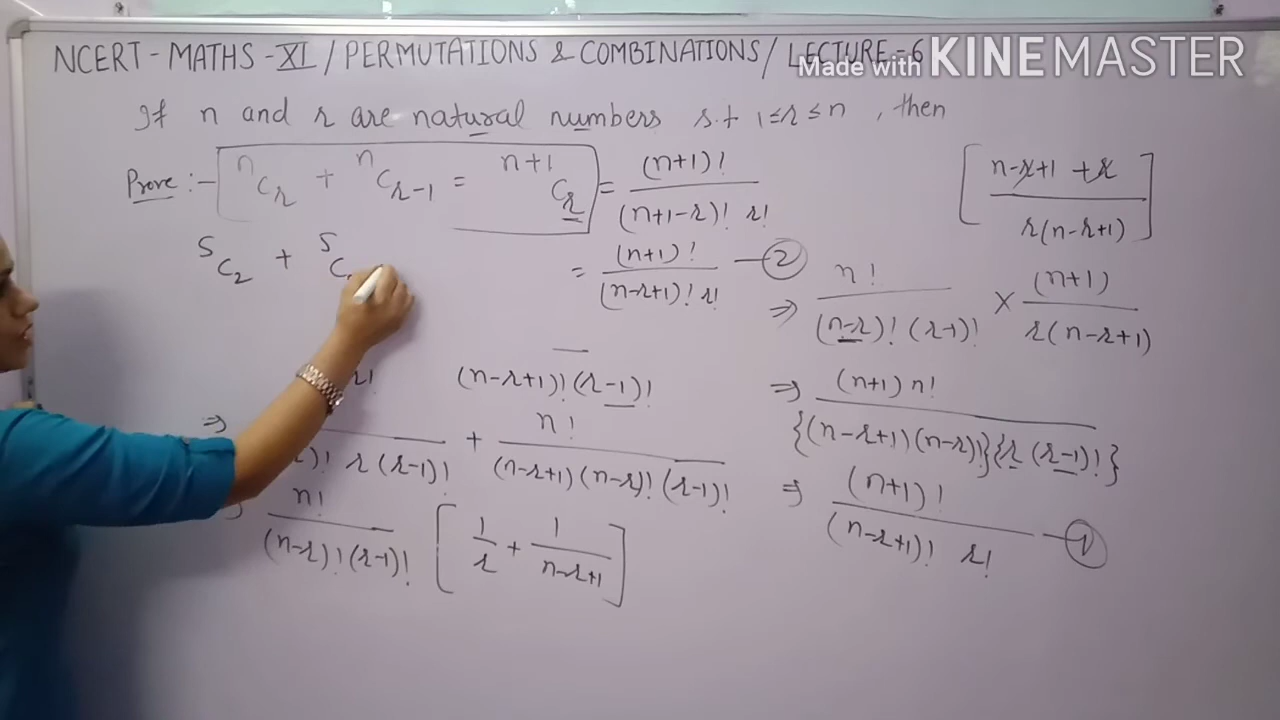 NCERT - MATHS - XI / PERMUTATIONS & COMBINATIONS / LECTURE - 6
Made with KINEMASTER
If n and r are natural numbers s.t 1 ≤ r ≤ n , then
Prove :- ⁿCᵣ + ⁿCᵣ₋₁ = ⁿ⁺¹Cᵣ = (n+1)! / (n+1-r)! r!
= (n+1)! / (n-r+1)! r! — ②
⁵C₂ + ⁵C
r! (n-r+1)! (r-1)!
⇒ )! r (r-1)! + n! / (n-r+1) (n-r)! (r-1)!
n! / (n-r)! (r-1)! [ 1/r + 1/n-r+1 ]
[ n-r+1 + r / r(n-r+1) ]
⇒ n! / (n-r)! (r-1)! × (n+1) / r(n-r+1)
⇒ (n+1) n! / {(n-r+1) (n-r)!} {r (r-1)!}
⇒ (n+1)! / (n-r+1)! r! — ①